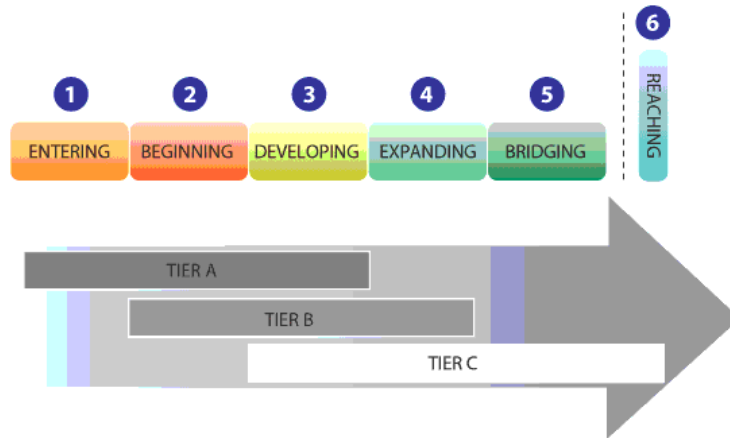 6
1 2 3 4 5
ENTERING BEGINNING DEVELOPING EXPANDING BRIDGING REACHING
TIER A
TIER B
TIER C